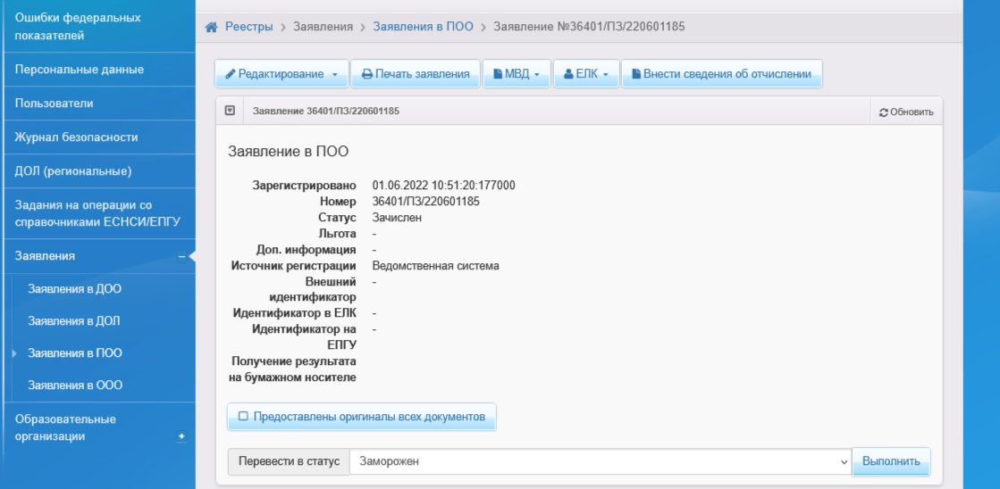 Ошибки федеральных
показателей
Персональные данные
Пользователи
Журнал безопасности
ДОЛ (региональные)
Задания на операции со
справочниками ЕСНСИ/ЕПГУ
Заявления
Заявления в ДОО
Заявления в ДОЛ
Заявления в ПОО
Заявления в ООО
Образовательные
организации
Реестры > Заявления > Заявления в ПОО > Заявление №36401/ПЗ/220601185
Редактирование Печать заявления МВД ЕЛК Внести сведения об отчислении
Заявление 36401/ПЗ/220601185 Обновить
Заявление в ПОО
Зарегистрировано 01.06.2022 10:51:20:177000
Номер 36401/ПЗ/220601185
Статус Зачислен
Льгота -
Доп. информация -
Источник регистрации Ведомственная система
Внешний -
идентификатор
Идентификатор в ЕЛК -
Идентификатор на -
ЕПГУ
Получение результата
на бумажном носителе
Предоставлены оригиналы всех документов
Перевести в статус Заморожен Выполнить